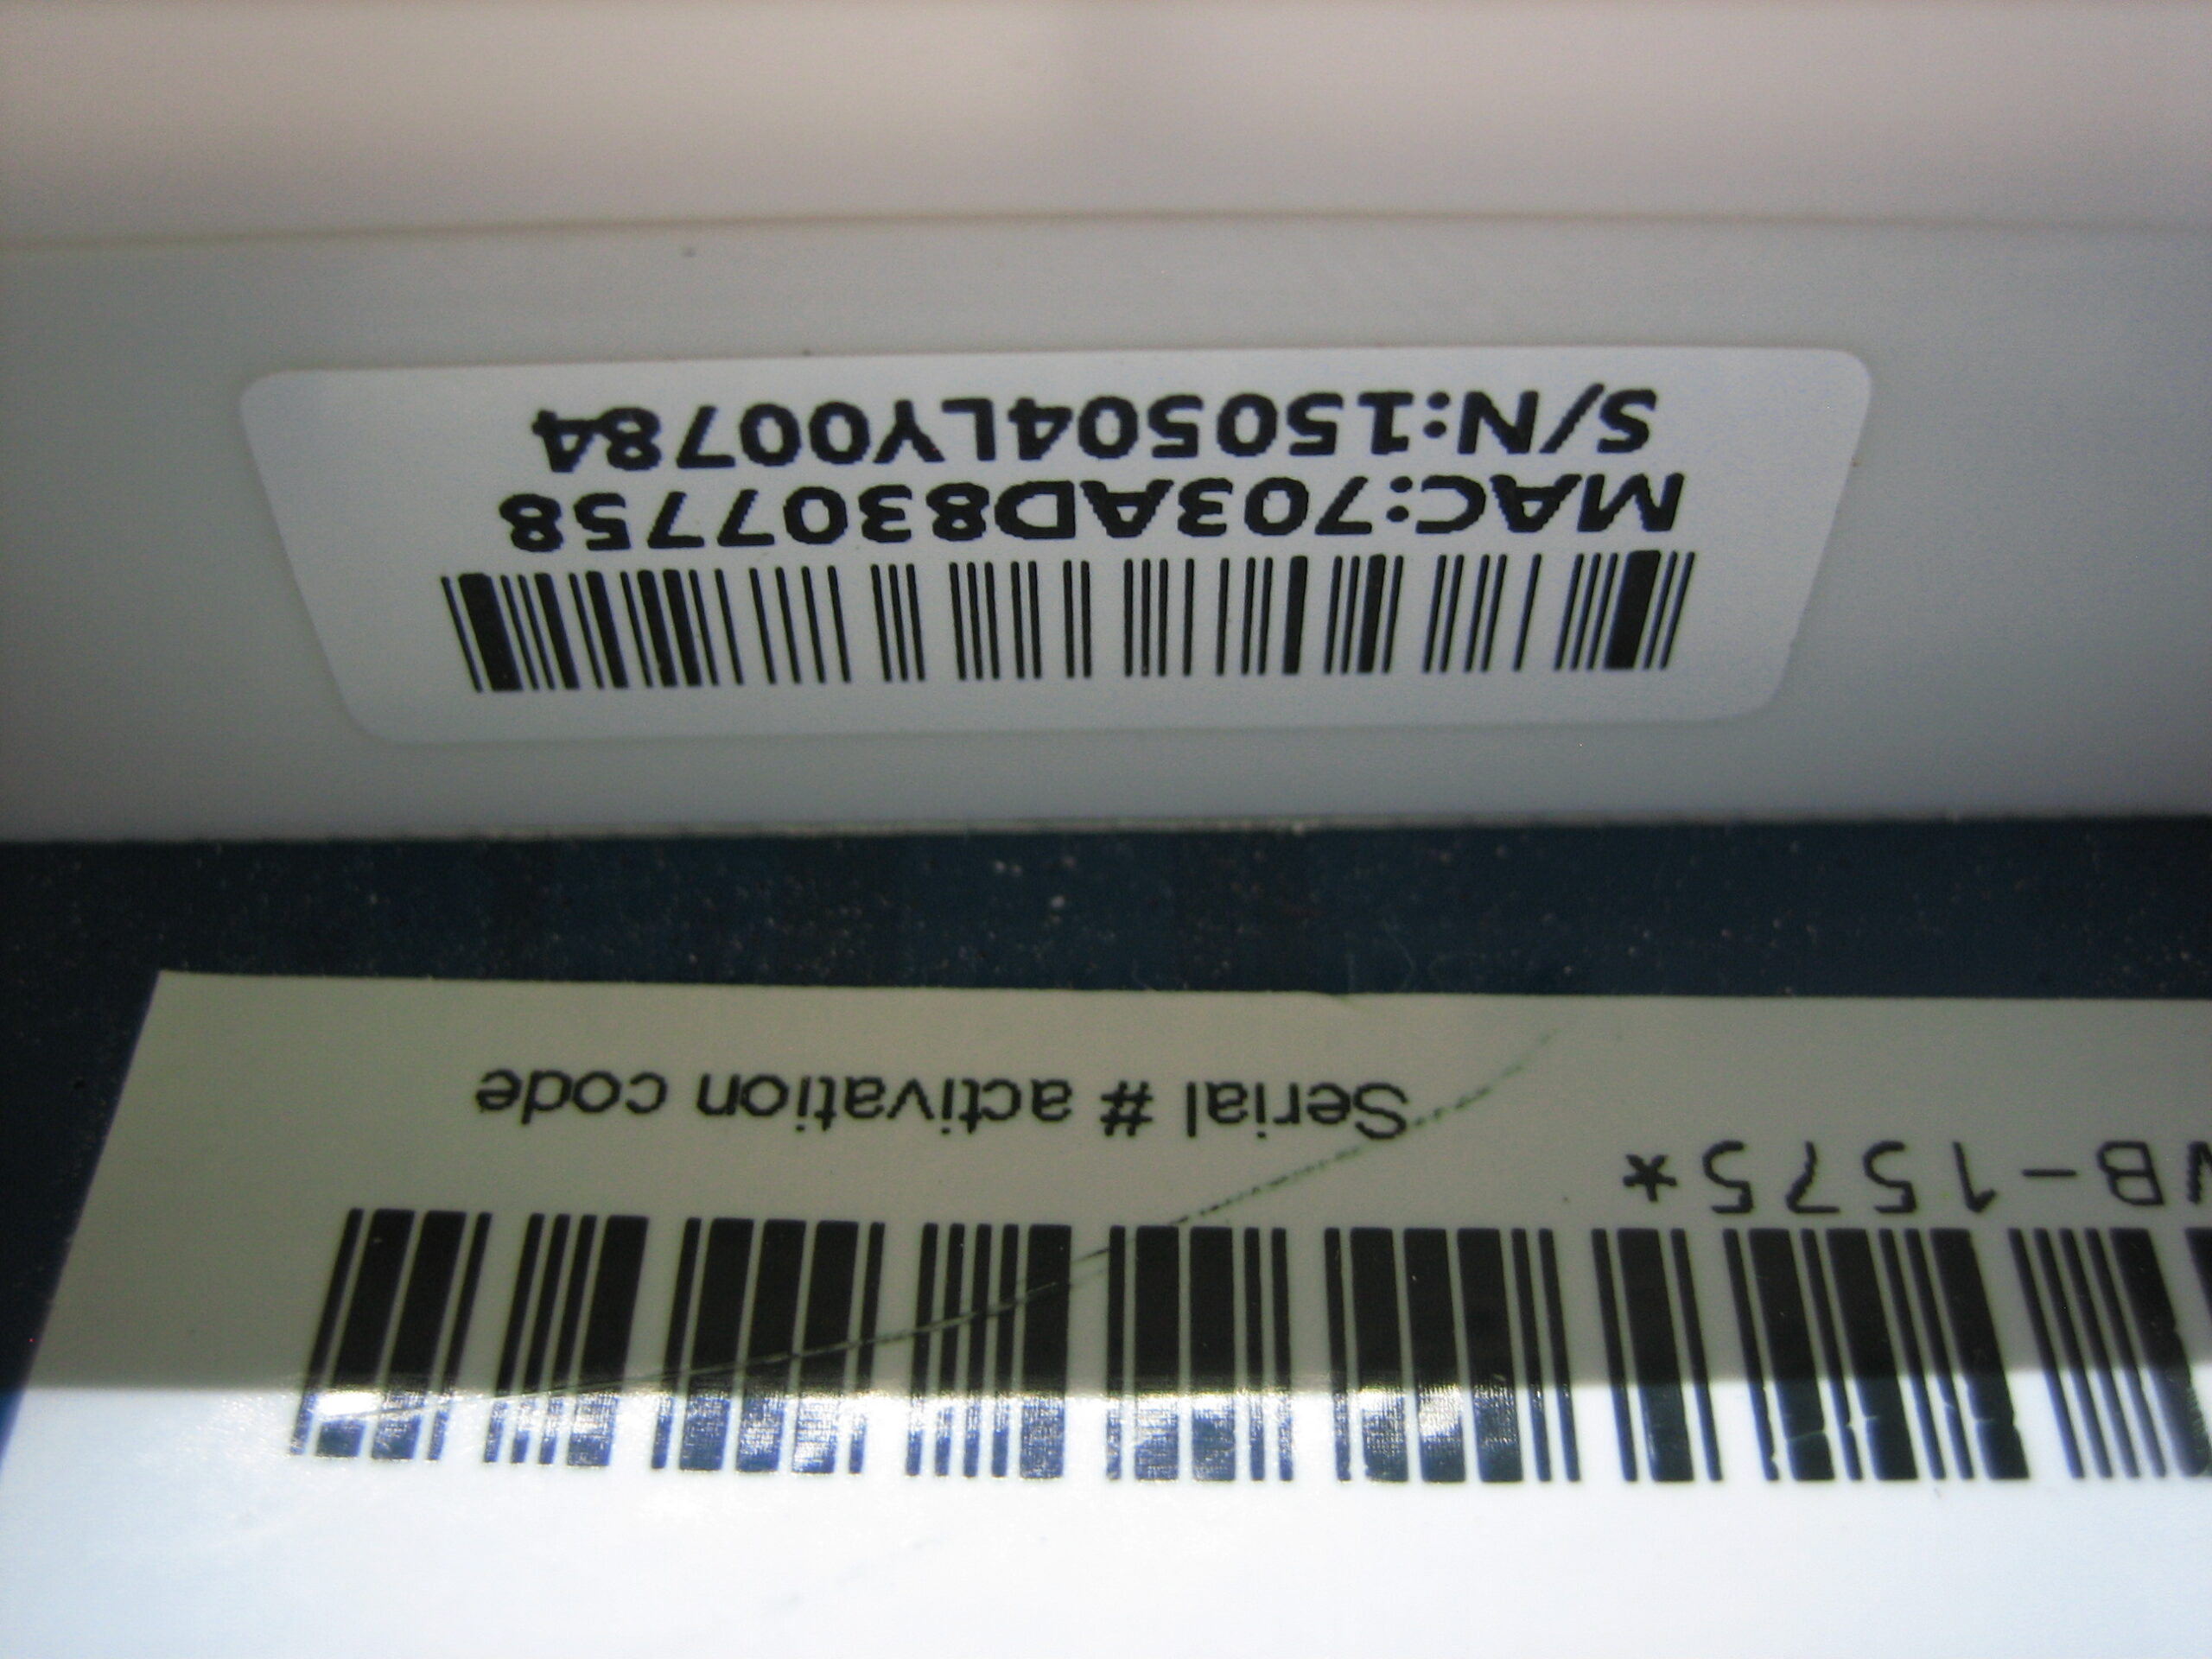 B-1575*
Serial # activation code
MAC:703AD8307758
S/N:150504LY00784